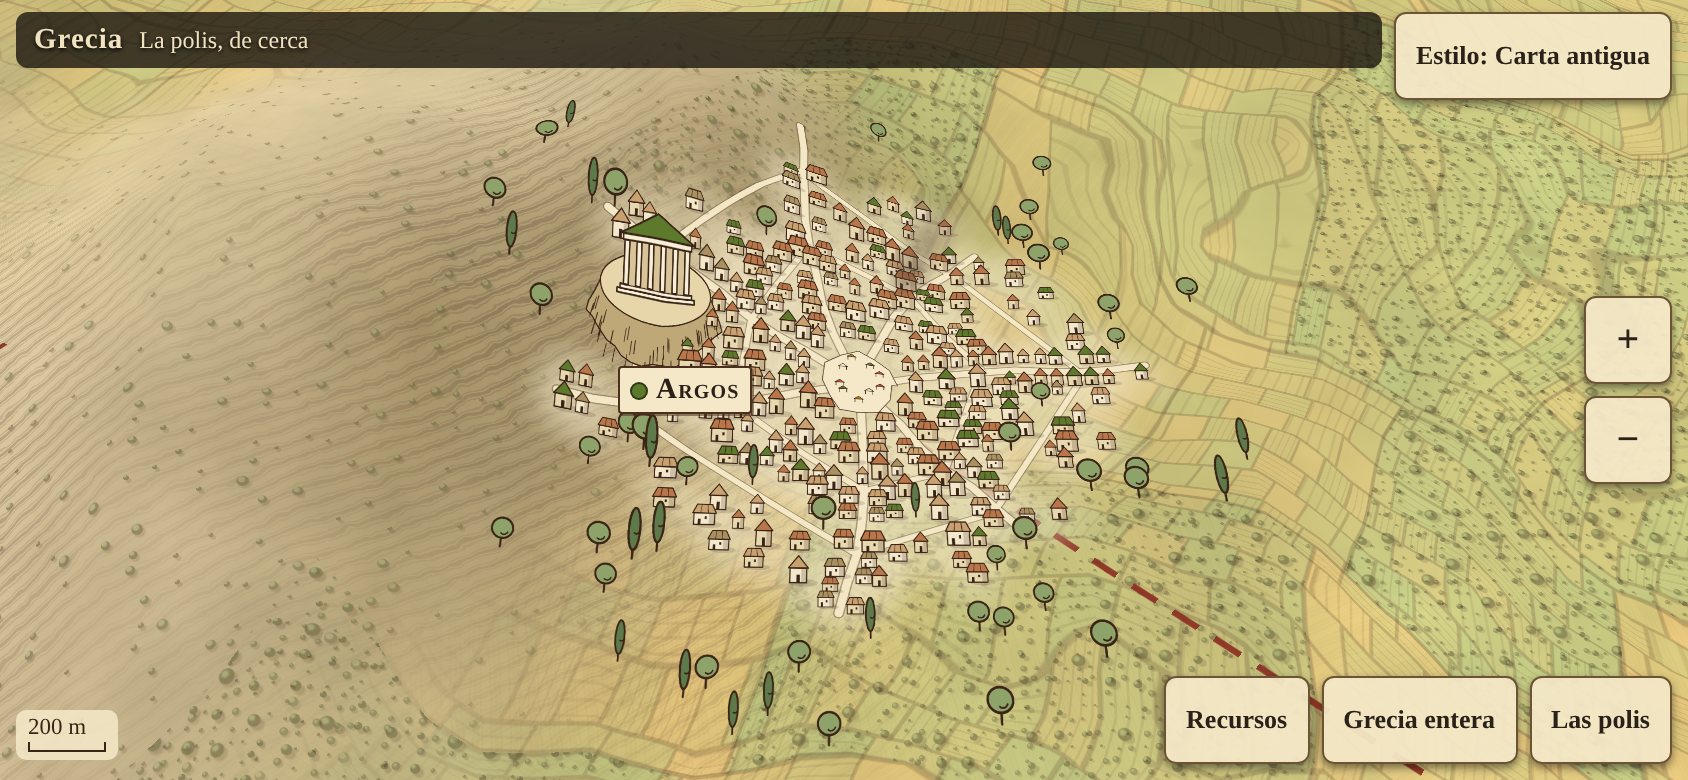 Grecia La polis, de cerca
Estilo: Carta antigua
+
−
Argos
200 m
Recursos
Grecia entera
Las polis